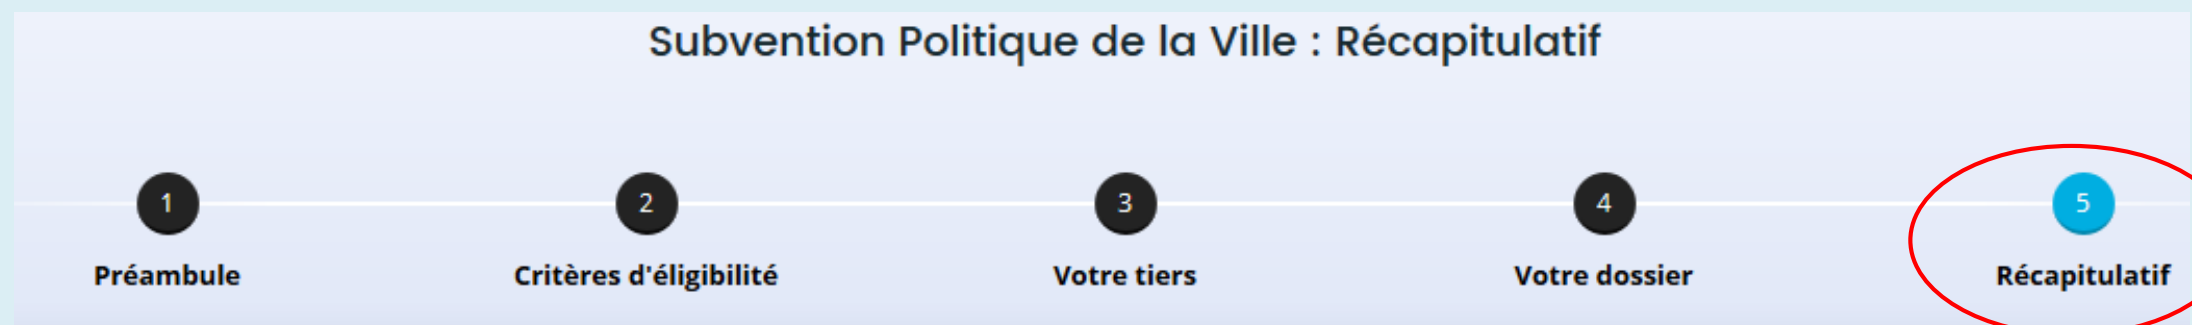 Subvention Politique de la Ville : Récapitulatif
1 2 3 4 5
Préambule Critères d'éligibilité Votre tiers Votre dossier Récapitulatif